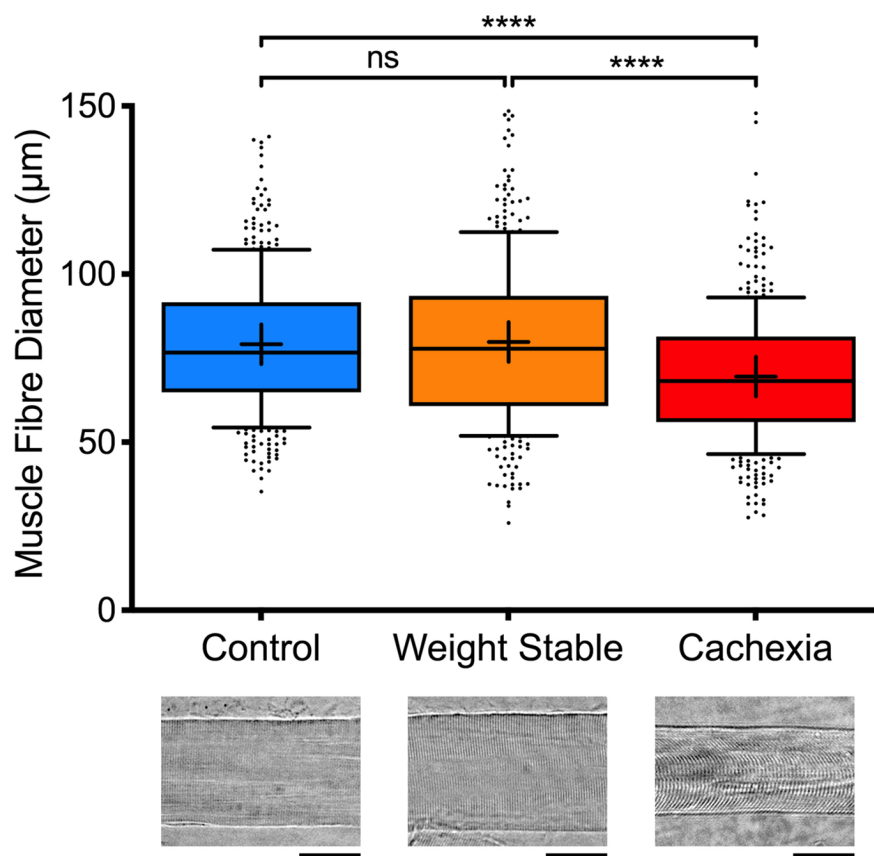 ****
ns ****
150
100
50
0
Muscle Fibre Diameter (µm)
Control Weight Stable Cachexia